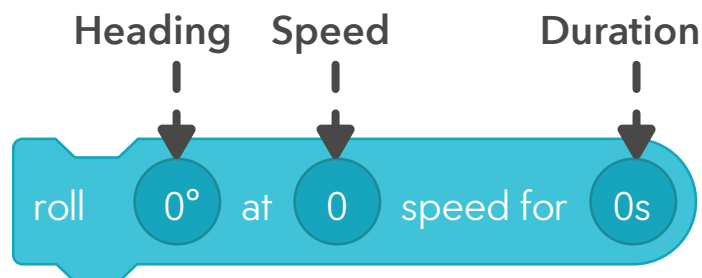 Heading Speed Duration
roll 0° at 0 speed for 0s